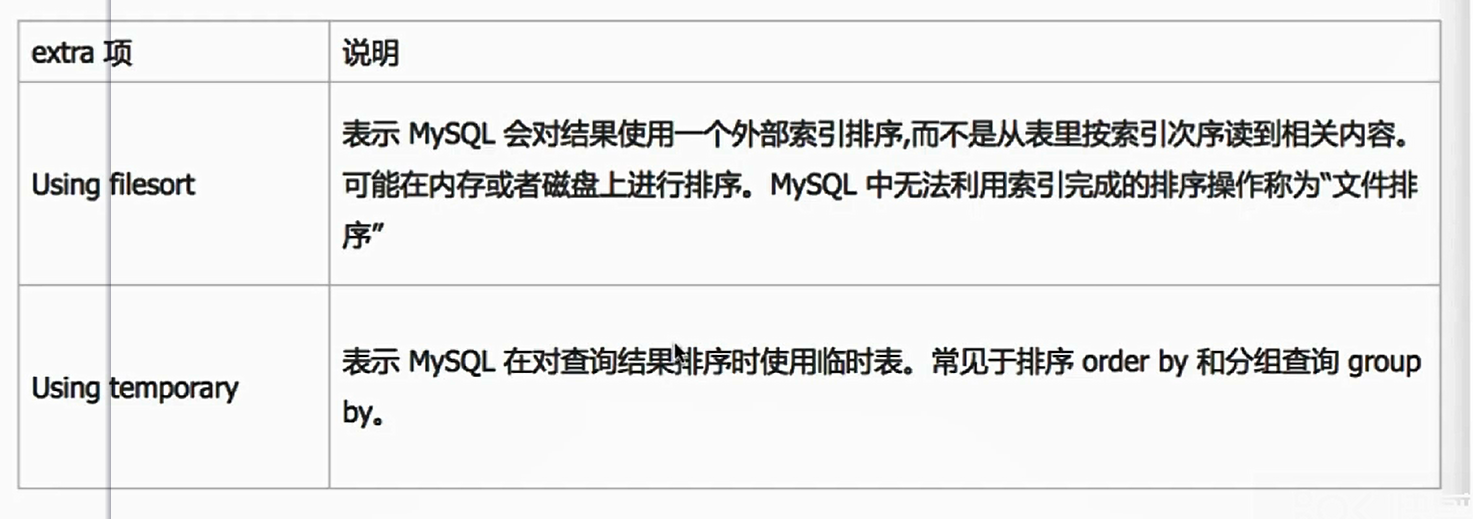 extra 项
说明
Using filesort
表示 MySQL 会对结果使用一个外部索引排序,而不是从表里按索引次序读到相关内容。
可能在内存或者磁盘上进行排序。MySQL 中无法利用索引完成的排序操作称为“文件排
序”
Using temporary
表示 MySQL 在对查询结果排序时使用临时表。常见于排序 order by 和分组查询 group
by。